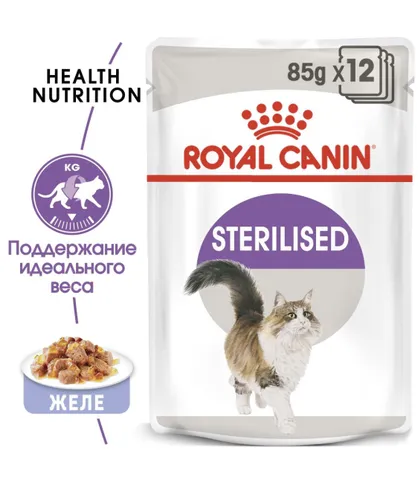 HEALTH
NUTRITION
KG
Поддержание
идеального
веса
ЖЕЛЕ
85g x12
ROYAL CANIN
STERILISED